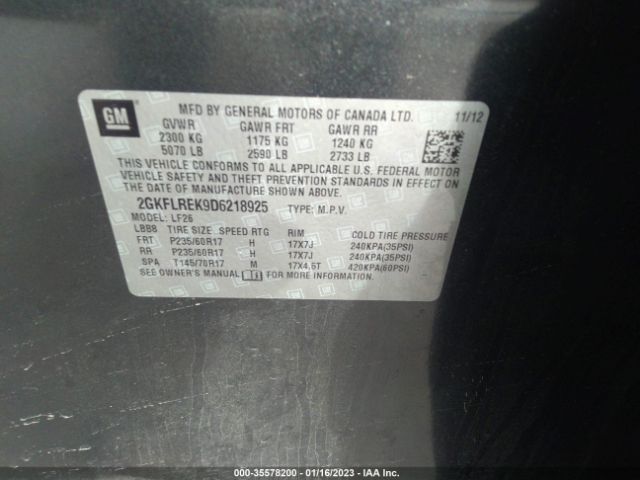 GM
MFD BY GENERAL MOTORS OF CANADA LTD.
11/12
GVWR GAWR FRT GAWR RR
2300 KG 1175 KG 1240 KG
5070 LB 2590 LB 2733 LB
THIS VEHICLE CONFORMS TO ALL APPLICABLE U.S. FEDERAL MOTOR
VEHICLE SAFETY AND THEFT PREVENTION STANDARDS IN EFFECT ON
THE DATE OF MANUFACTURE SHOWN ABOVE.
2GKFLREK9D6218925 TYPE: M.P.V.
MODEL: LF26
LBB8 TIRE SIZE SPEED RTG RIM COLD TIRE PRESSURE
FRT P235/60R17 H 17X7J 240KPA(35PSI)
RR P235/60R17 H 17X7J 240KPA(35PSI)
SPA T145/70R17 M 17X4.5T 420KPA(60PSI)
SEE OWNER'S MANUAL FOR MORE INFORMATION.
000-35578200 - 01/16/2023 - IAA Inc.